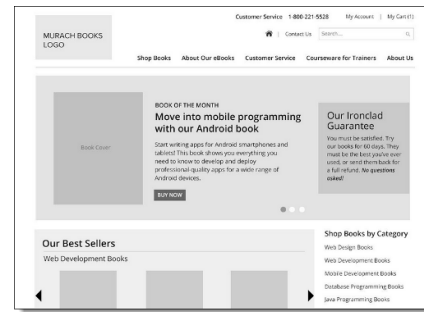 Customer Service 1-800-221-5528 My Account | My Cart (1)
MURACH BOOKS
LOGO
Contact Us Search...
Shop Books About Our eBooks Customer Service Courseware for Trainers About Us
BOOK OF THE MONTH
Move into mobile programming
with our Android book
Start writing apps for Android smartphones and
tablets! This book shows you everything you
need to know to develop and deploy
professional-quality apps for a wide range of
Android devices.
BUY NOW
Book Cover
Our Ironclad
Guarantee
You must be satisfied. Try
our books for 60 days. They
must be the best you've ever
used, or send them back for
a full refund. No questions
asked!
Our Best Sellers
Web Development Books
Shop Books by Category
Web Design Books
Web Development Books
Mobile Development Books
Database Programming Books
Java Programming Books